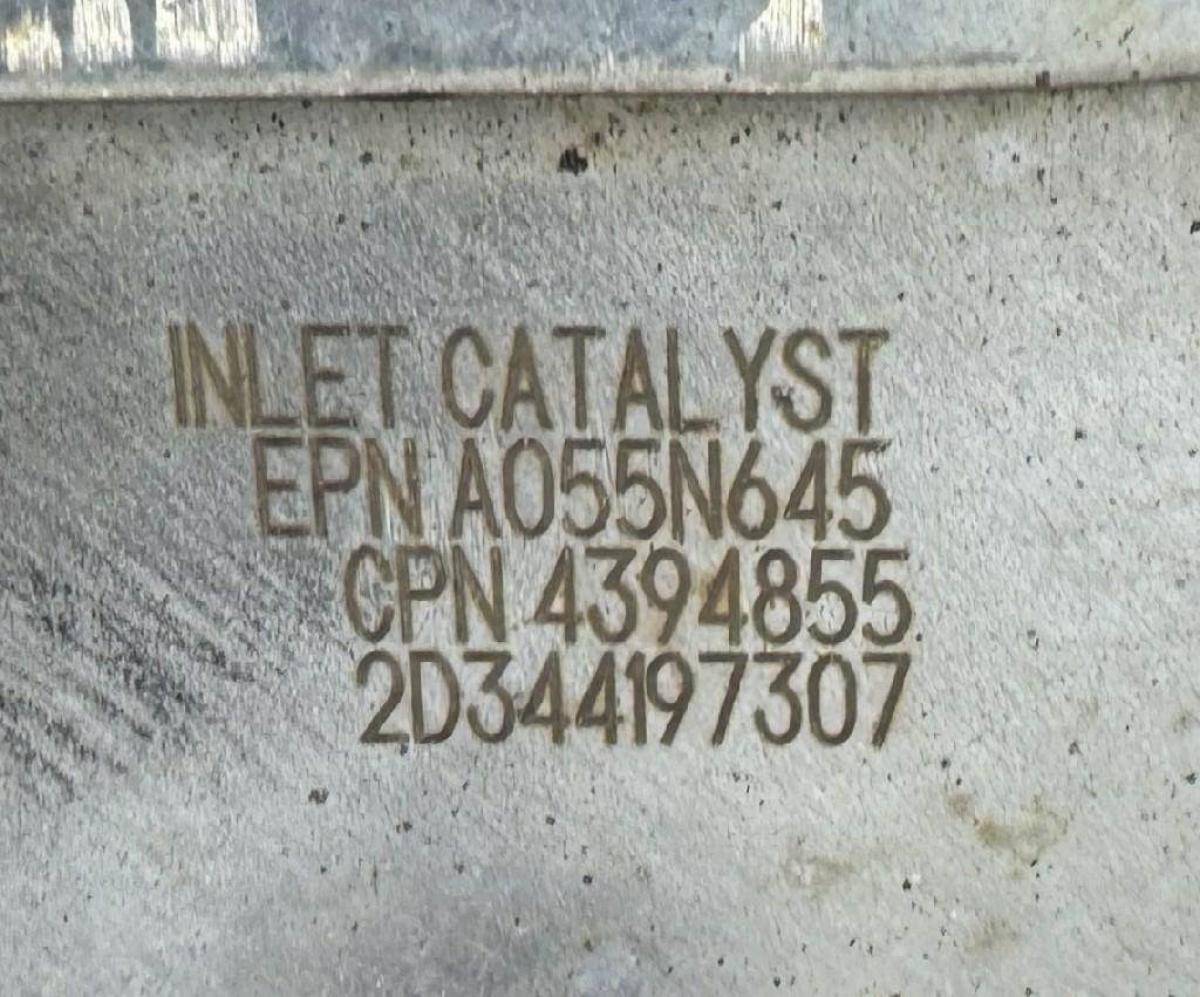 INLET CATALYST
EPN A055N645
CPN 4394855
2D344197307